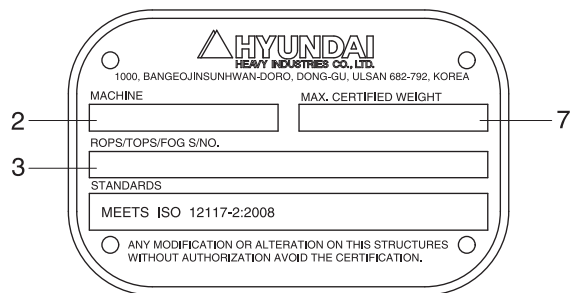 HYUNDAI
HEAVY INDUSTRIES CO., LTD.
1000, BANGEOJINSUNHWAN-DORO, DONG-GU, ULSAN 682-792, KOREA
MACHINE MAX. CERTIFIED WEIGHT
2 7
ROPS/TOPS/FOG S/NO.
3
STANDARDS
MEETS ISO 12117-2:2008
ANY MODIFICATION OR ALTERATION ON THIS STRUCTURES
WITHOUT AUTHORIZATION AVOID THE CERTIFICATION.